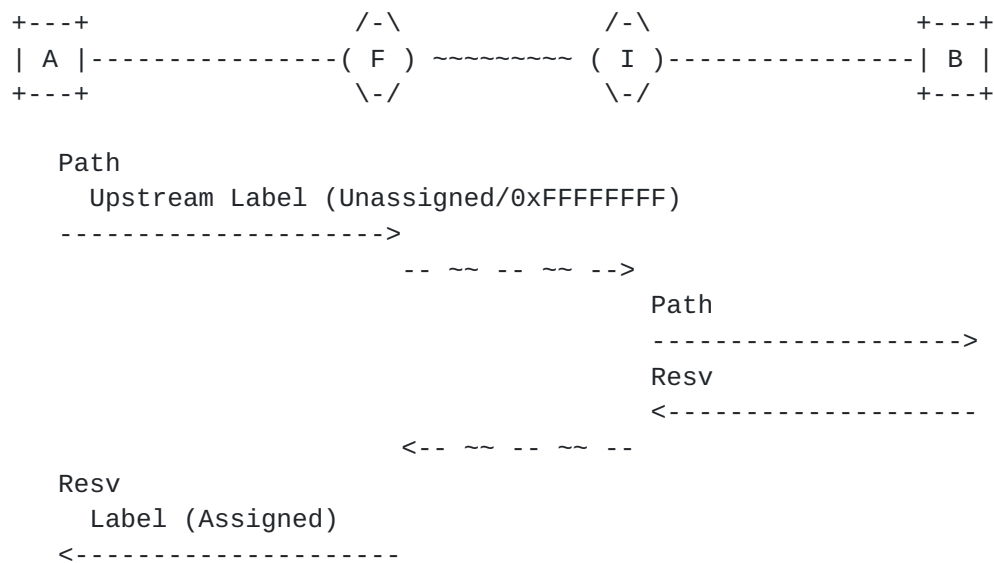 +---+                 /-\             /-\                 +---+
| A |----------------( F ) ~~~~~~~~~ ( I )----------------| B |
+---+                 \-/             \-/                 +---+
Path
Upstream Label (Unassigned/0xFFFFFFFF)
--------------------->
-- ~~ -- ~~ -->
Path
-------------------->
Resv
<--------------------
<-- ~~ -- ~~ --
Resv
Label (Assigned)
<---------------------